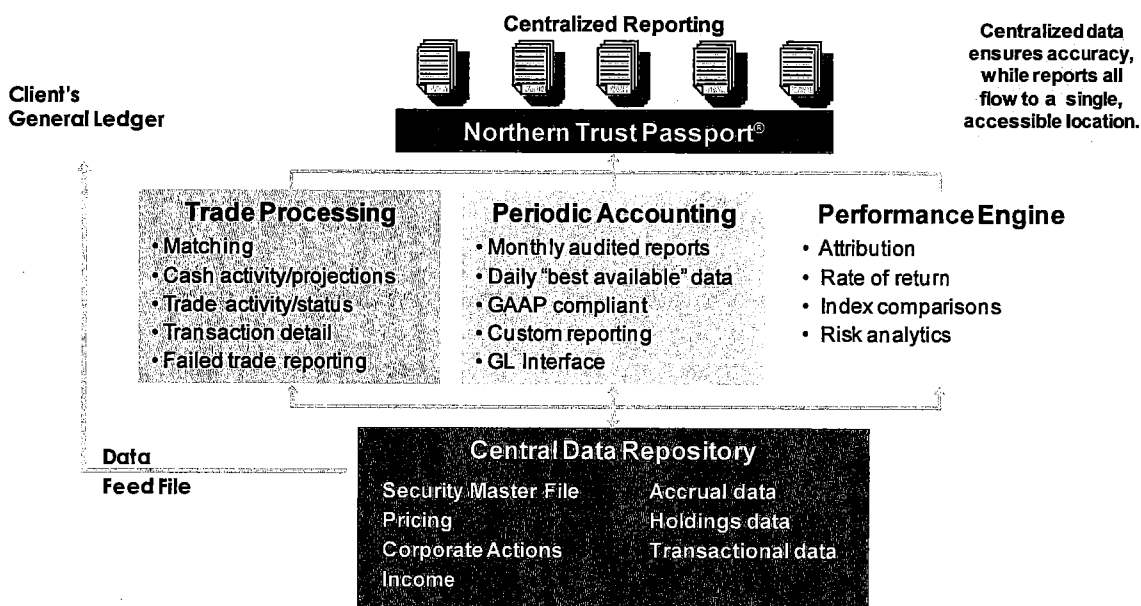 Centralized Reporting
Centralized data
ensures accuracy,
while reports all
flow to a single,
accessible location.
Client's
General Ledger
Northern Trust Passport®
Trade Processing
• Matching
• Cash activity/projections
• Trade activity/status
• Transaction detail
• Failed trade reporting
Periodic Accounting
• Monthly audited reports
• Daily "best available" data
• GAAP compliant
• Custom reporting
• GL Interface
Performance Engine
• Attribution
• Rate of return
• Index comparisons
• Risk analytics
Data
Feed File
Central Data Repository
Security Master File
Pricing
Corporate Actions
Income
Accrual data
Holdings data
Transactional data